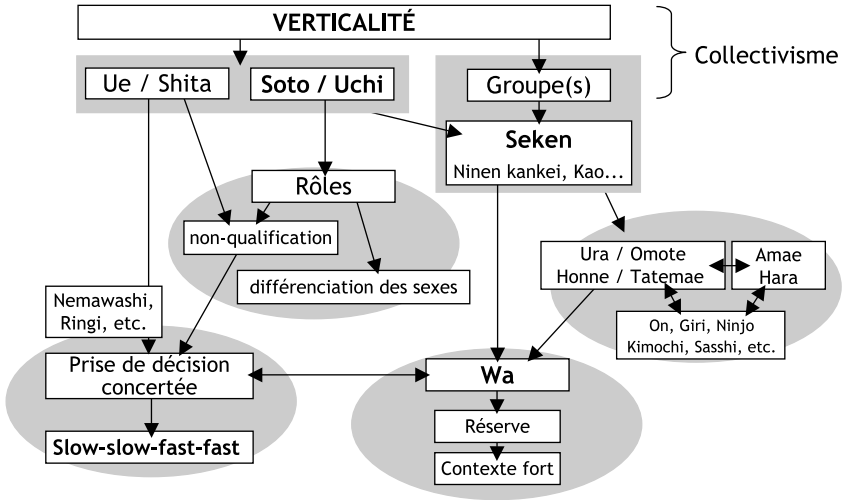 VERTICALITÉ
Collectivisme
Ue / Shita
Soto / Uchi
Groupe(s)
Seken
Ninen kankei, Kao...
Rôles
non-qualification
différenciation des sexes
Ura / Omote
Honne / Tatemae
Amae
Hara
On, Giri, Ninjo
Kimochi, Sasshi, etc.
Nemawashi,
Ringi, etc.
Prise de décision
concertée
Slow-slow-fast-fast
Wa
Réserve
Contexte fort